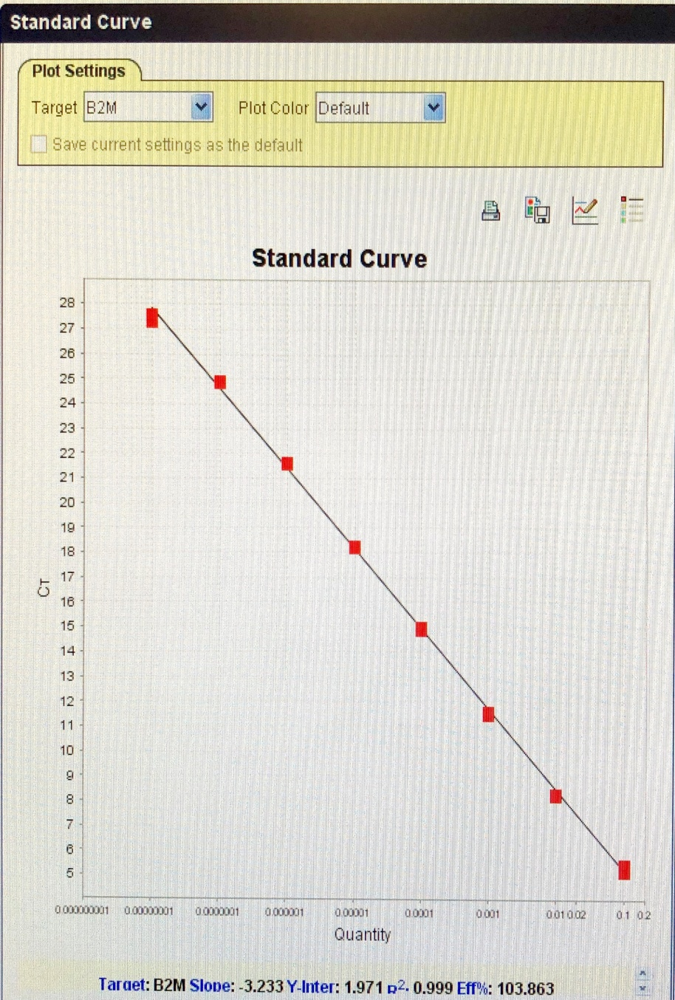 Standard Curve
Plot Settings
Target B2M Plot Color Default
Save current settings as the default
Standard Curve
28
27
26
25
24
23
22
21
20
19
18
17
16
15
14
13
12
11
10
9
8
7
6
5
CT
0.000000001 0.00000001 0.0000001 0.000001 0.00001 0.0001 0.001 0.01 0.02 0.1 0.2
Quantity
Target: B2M Slope: -3.233 Y-Inter: 1.971 R2: 0.999 Eff%: 103.863